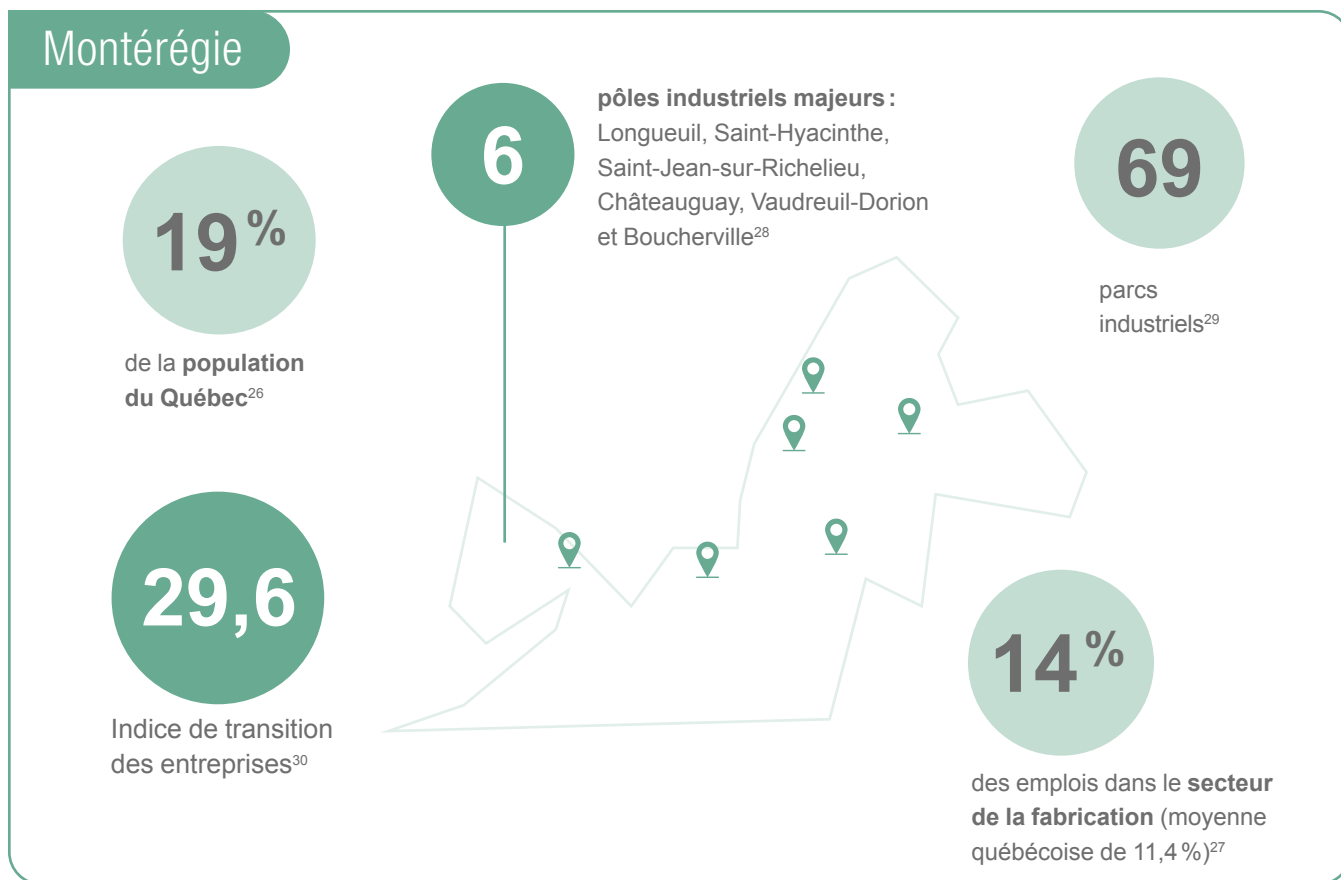 Montérégie
19 %
de la population
du Québec26
6
pôles industriels majeurs :
Longueuil, Saint-Hyacinthe,
Saint-Jean-sur-Richelieu,
Châteauguay, Vaudreuil-Dorion
et Boucherville28
69
parcs
industriels29
29,6
Indice de transition
des entreprises30
14 %
des emplois dans le secteur
de la fabrication (moyenne
québécoise de 11,4 %)27